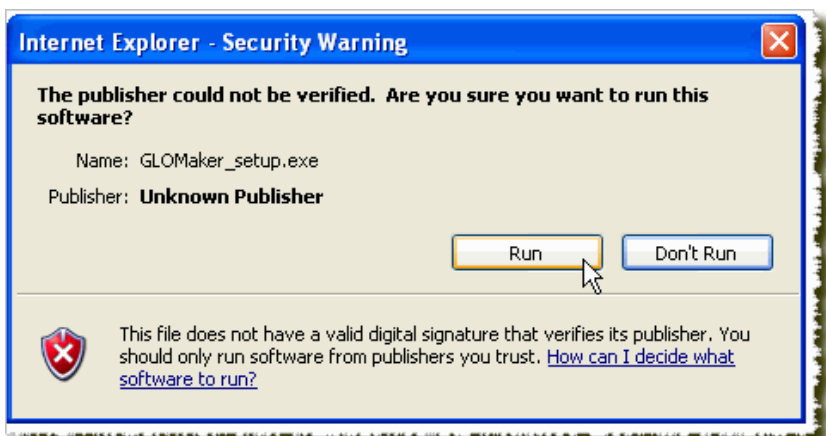 Internet Explorer - Security Warning
The publisher could not be verified. Are you sure you want to run this
software?
Name: GLOMaker_setup.exe
Publisher: Unknown Publisher
Run
Don't Run
This file does not have a valid digital signature that verifies its publisher. You
should only run software from publishers you trust. How can I decide what
software to run?